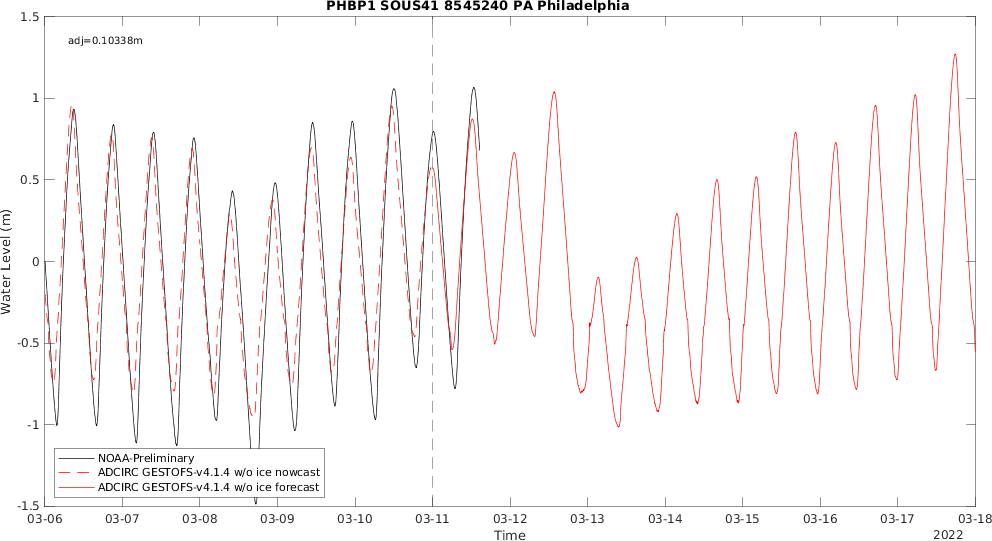 PHBP1 SOUS41 8545240 PA Philadelphia
adj=0.10338m
Water Level (m)
1.5
1
0.5
0
-0.5
-1
-1.5
NOAA-Preliminary
ADCIRC GESTOFS-v4.1.4 w/o ice nowcast
ADCIRC GESTOFS-v4.1.4 w/o ice forecast
03-06 03-07 03-08 03-09 03-10 03-11 03-12 03-13 03-14 03-15 03-16 03-17 03-18
Time
2022